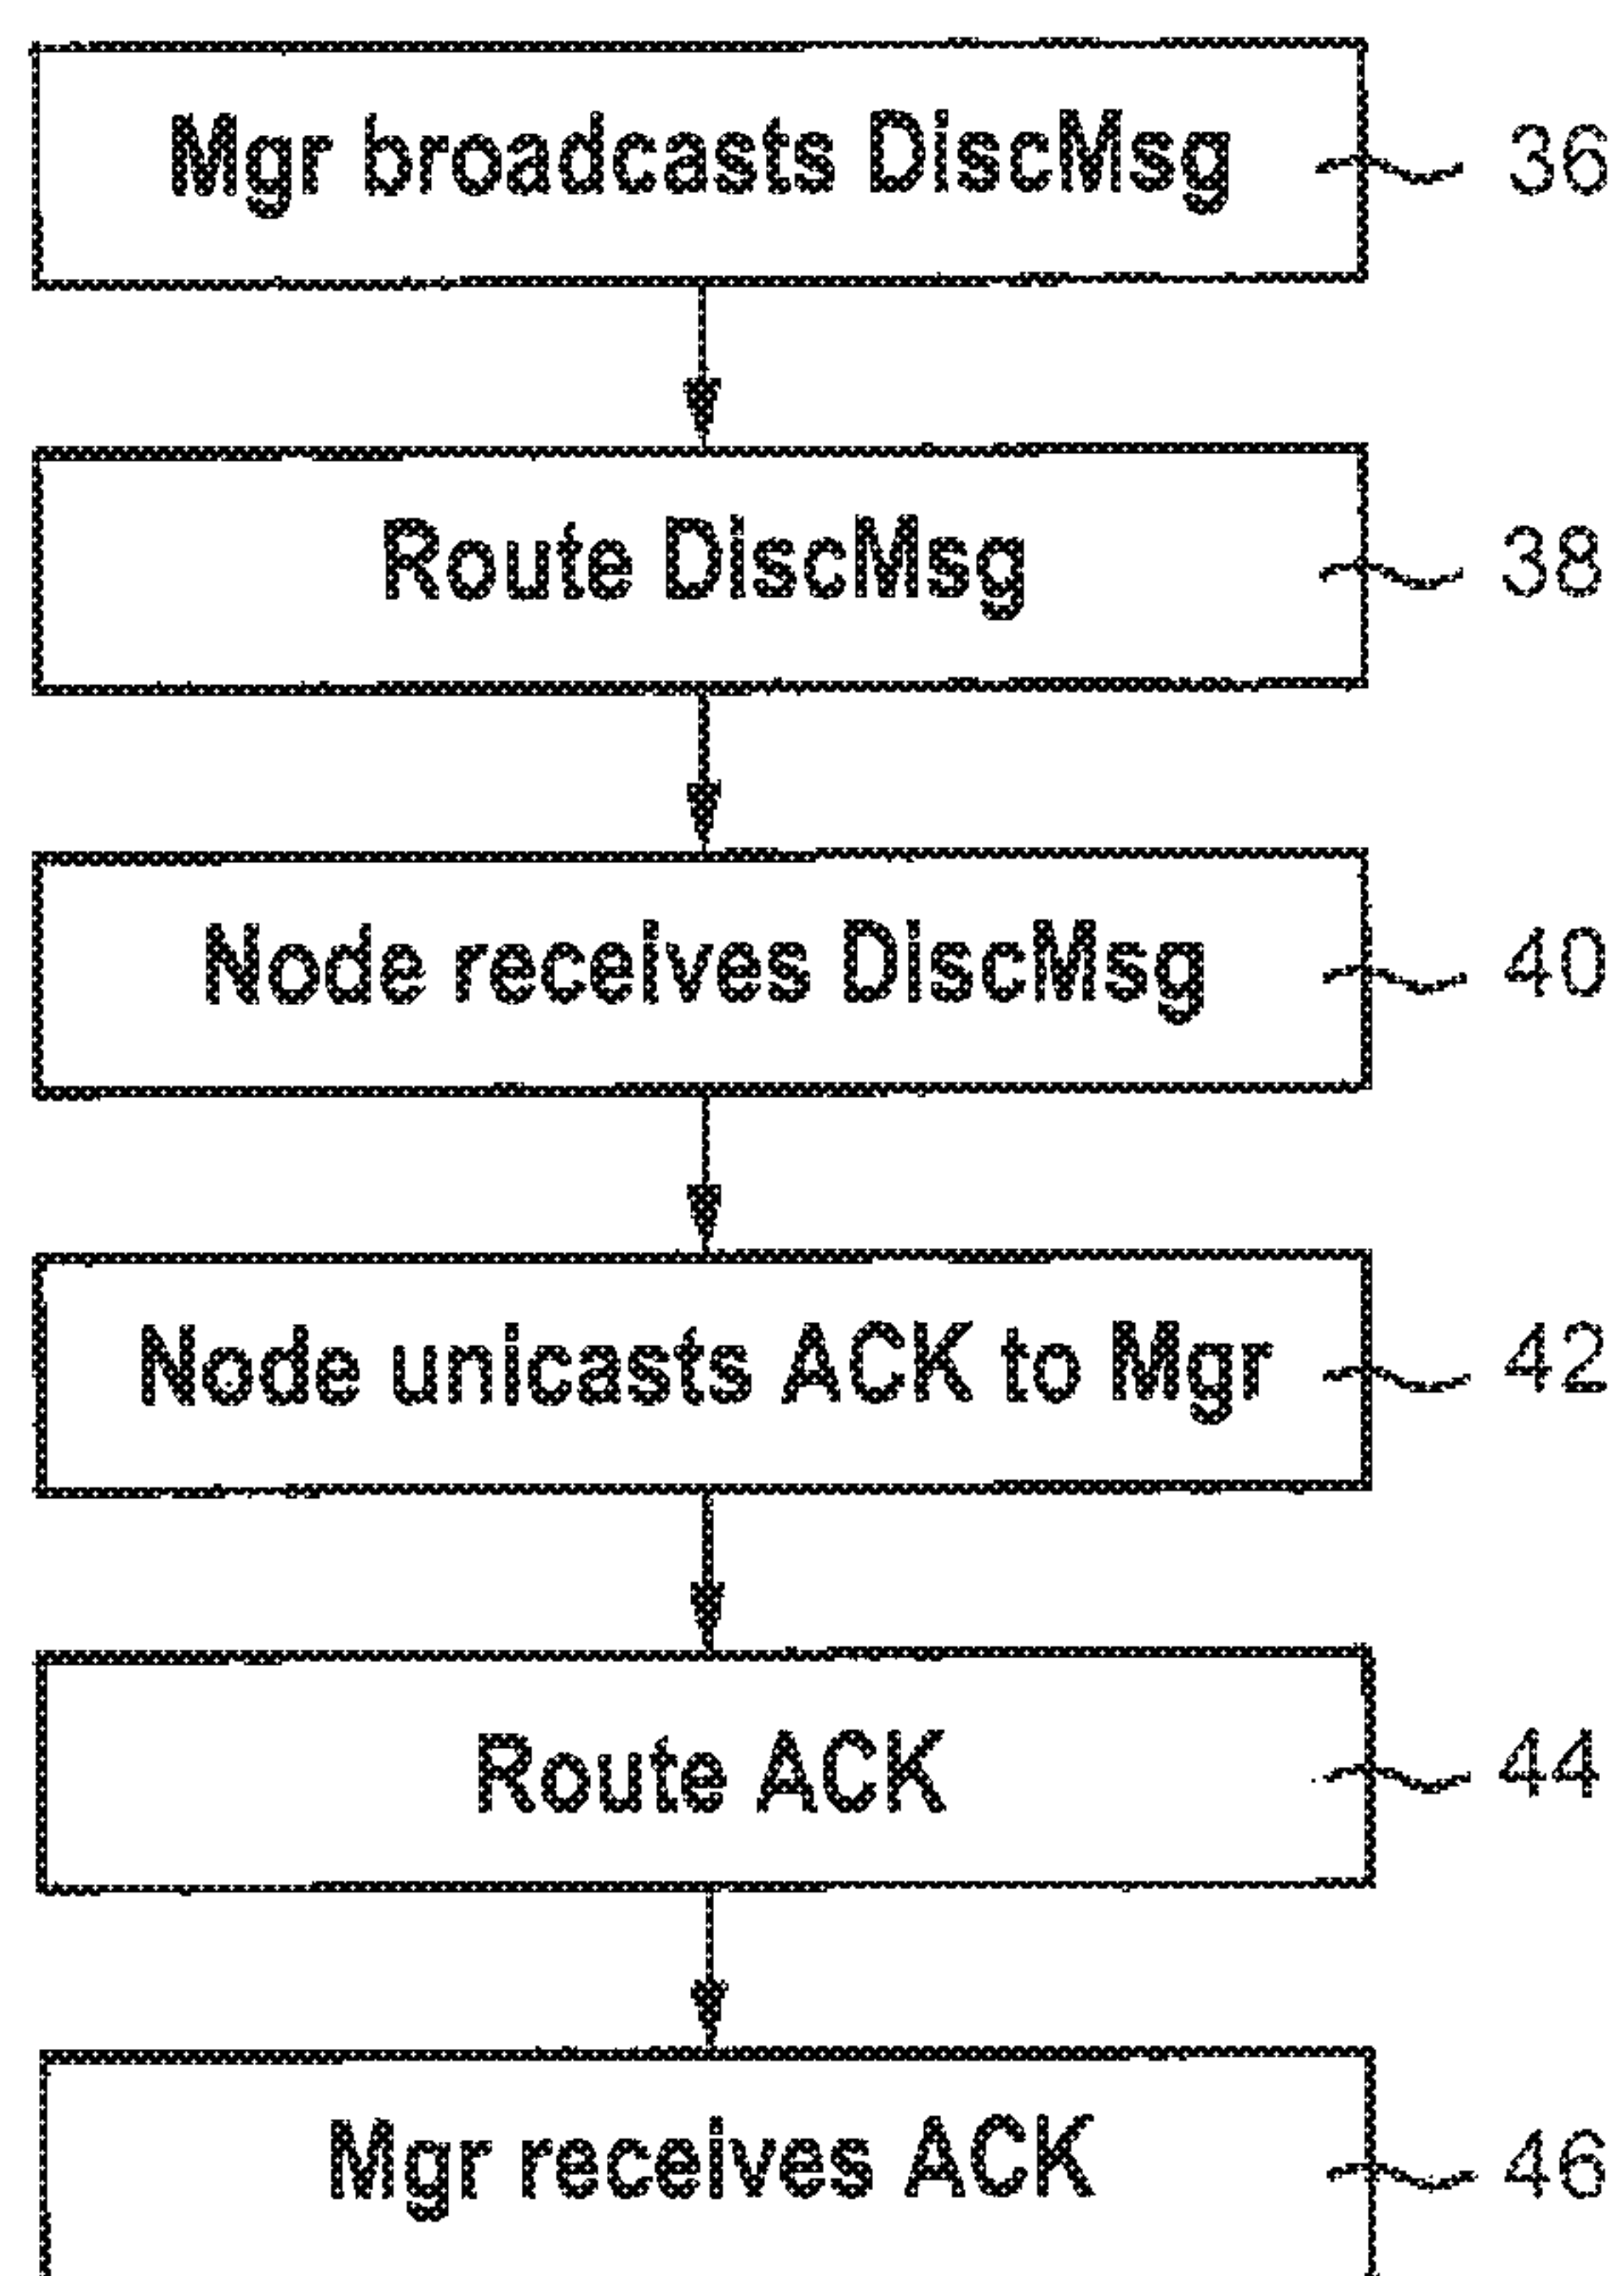 Mgr broadcasts DiscMsg 36
Route DiscMsg 38
Node receives DiscMsg 40
Node unicasts ACK to Mgr 42
Route ACK 44
Mgr receives ACK 46